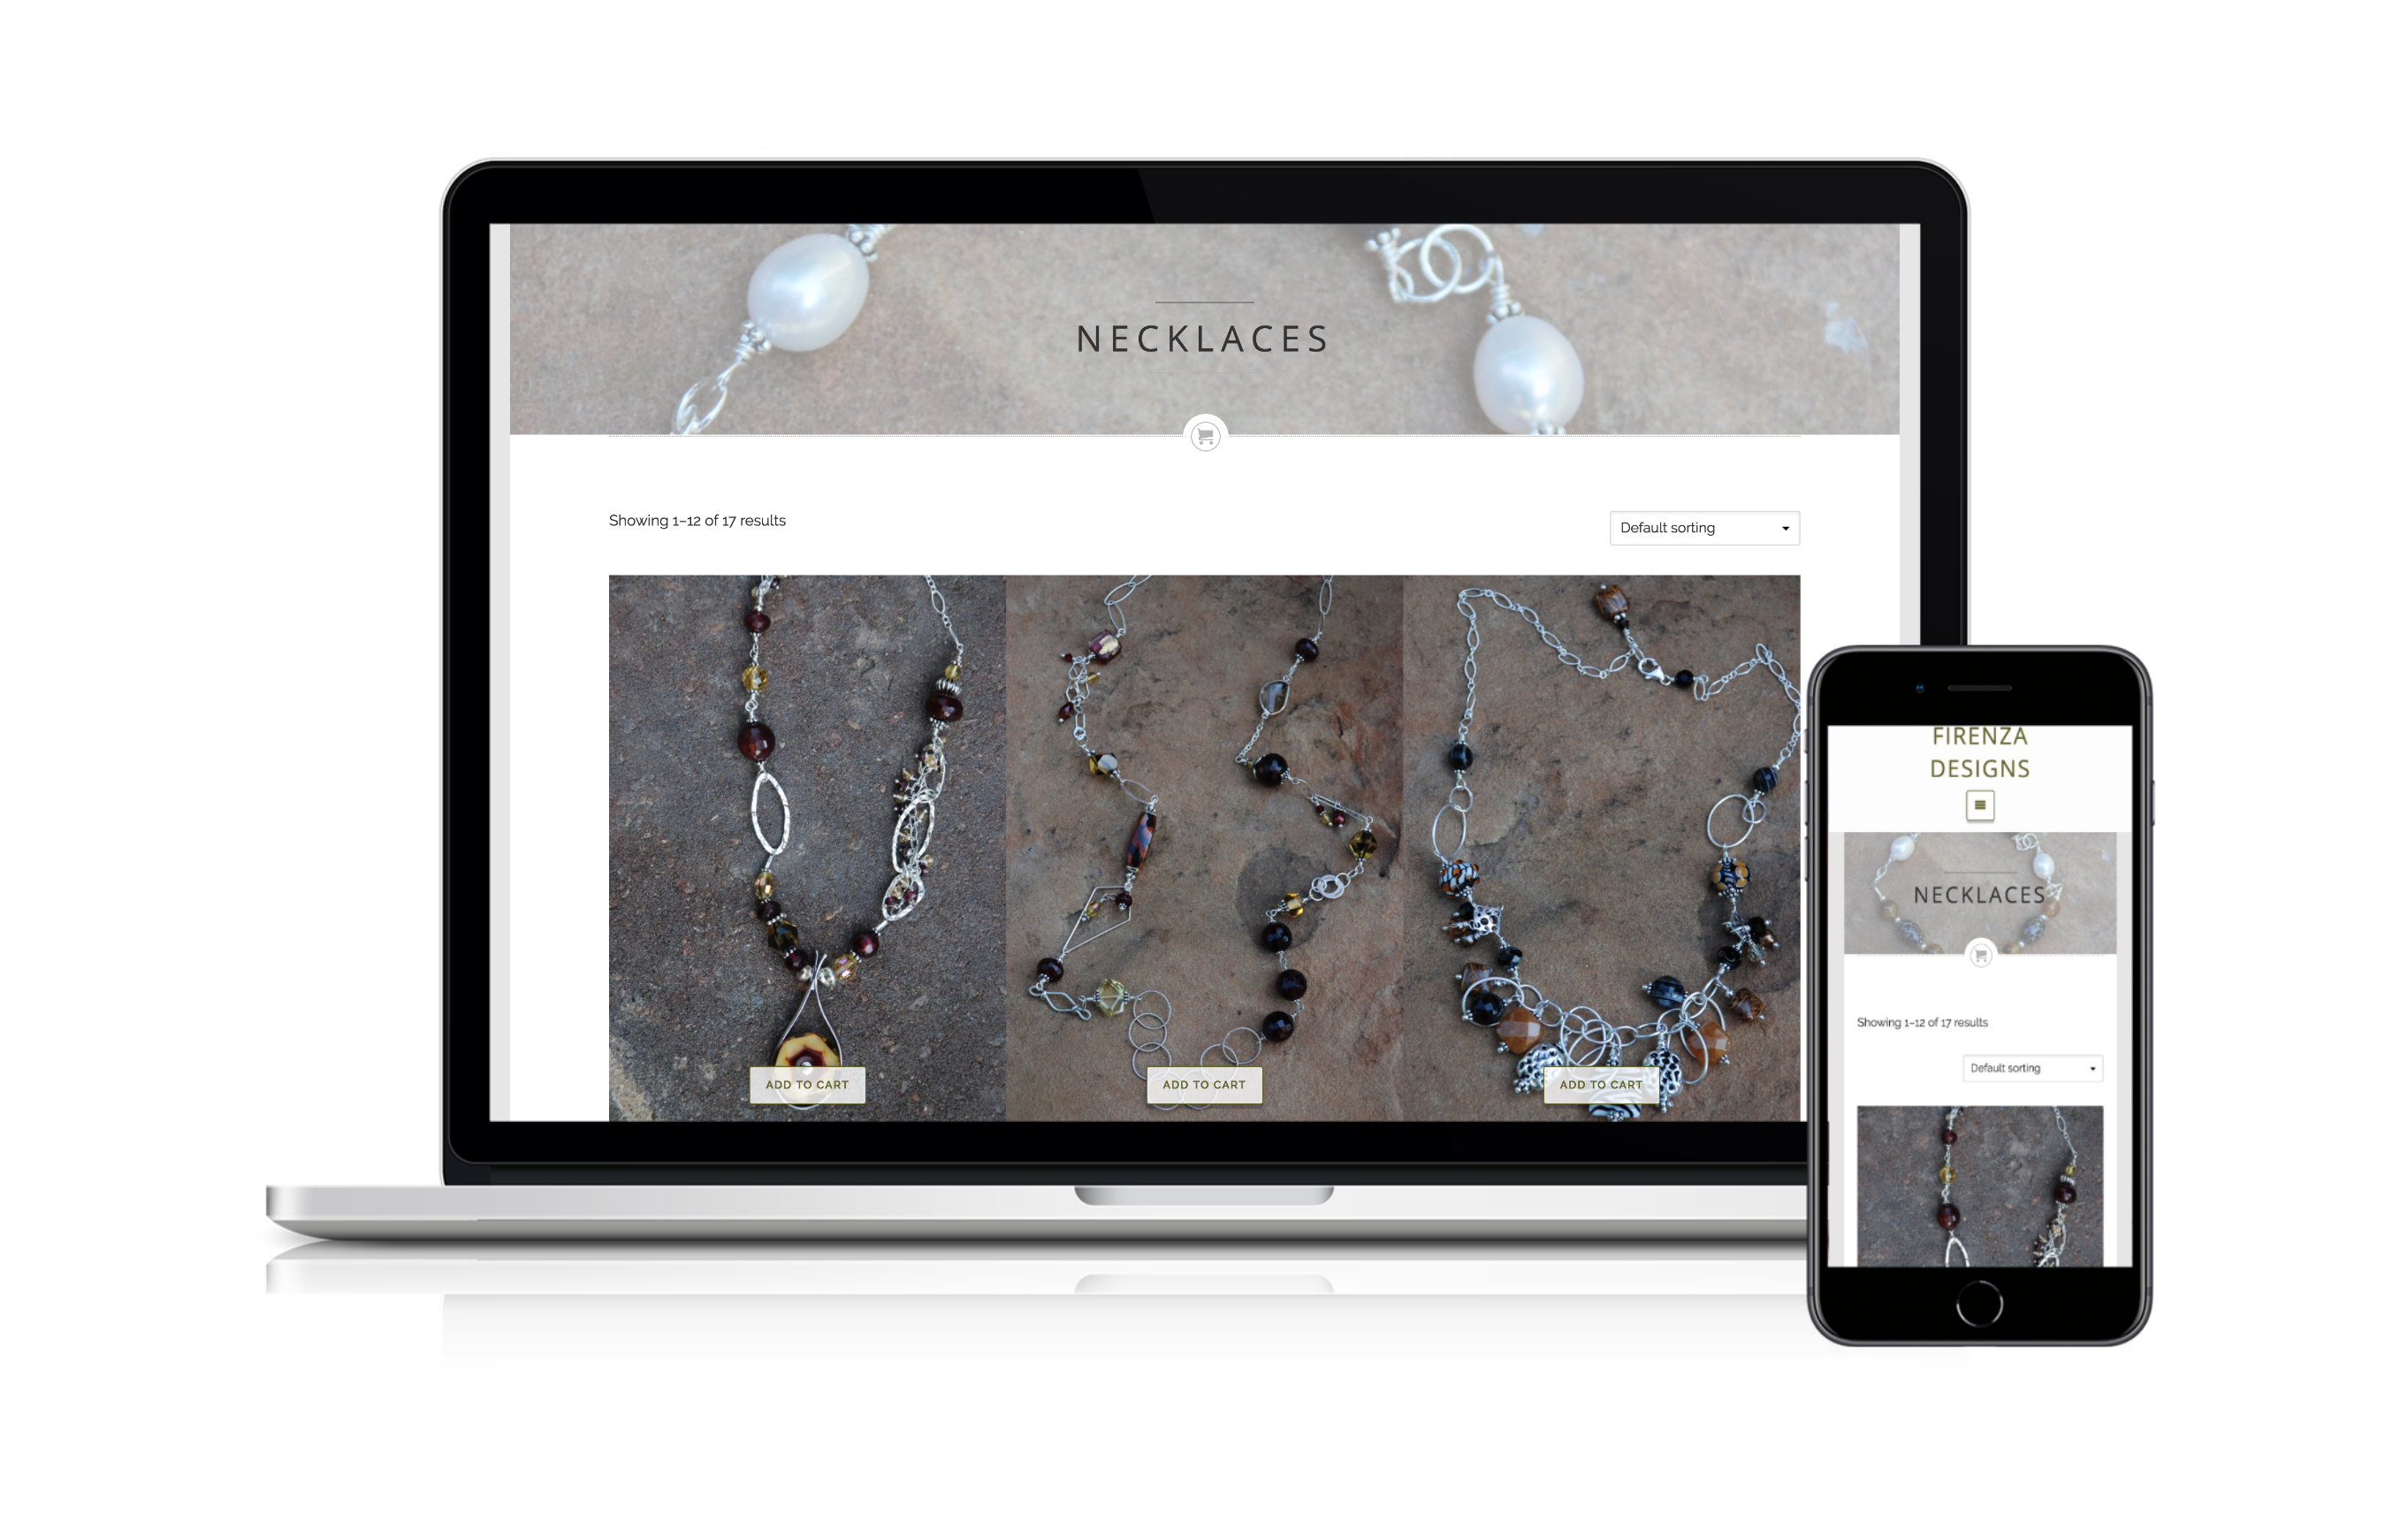 NECKLACES
Showing 1–12 of 17 results
Default sorting
ADD TO CART
ADD TO CART
ADD TO CART
FIRENZA
DESIGNS
NECKLACES
Showing 1–12 of 17 results
Default sorting